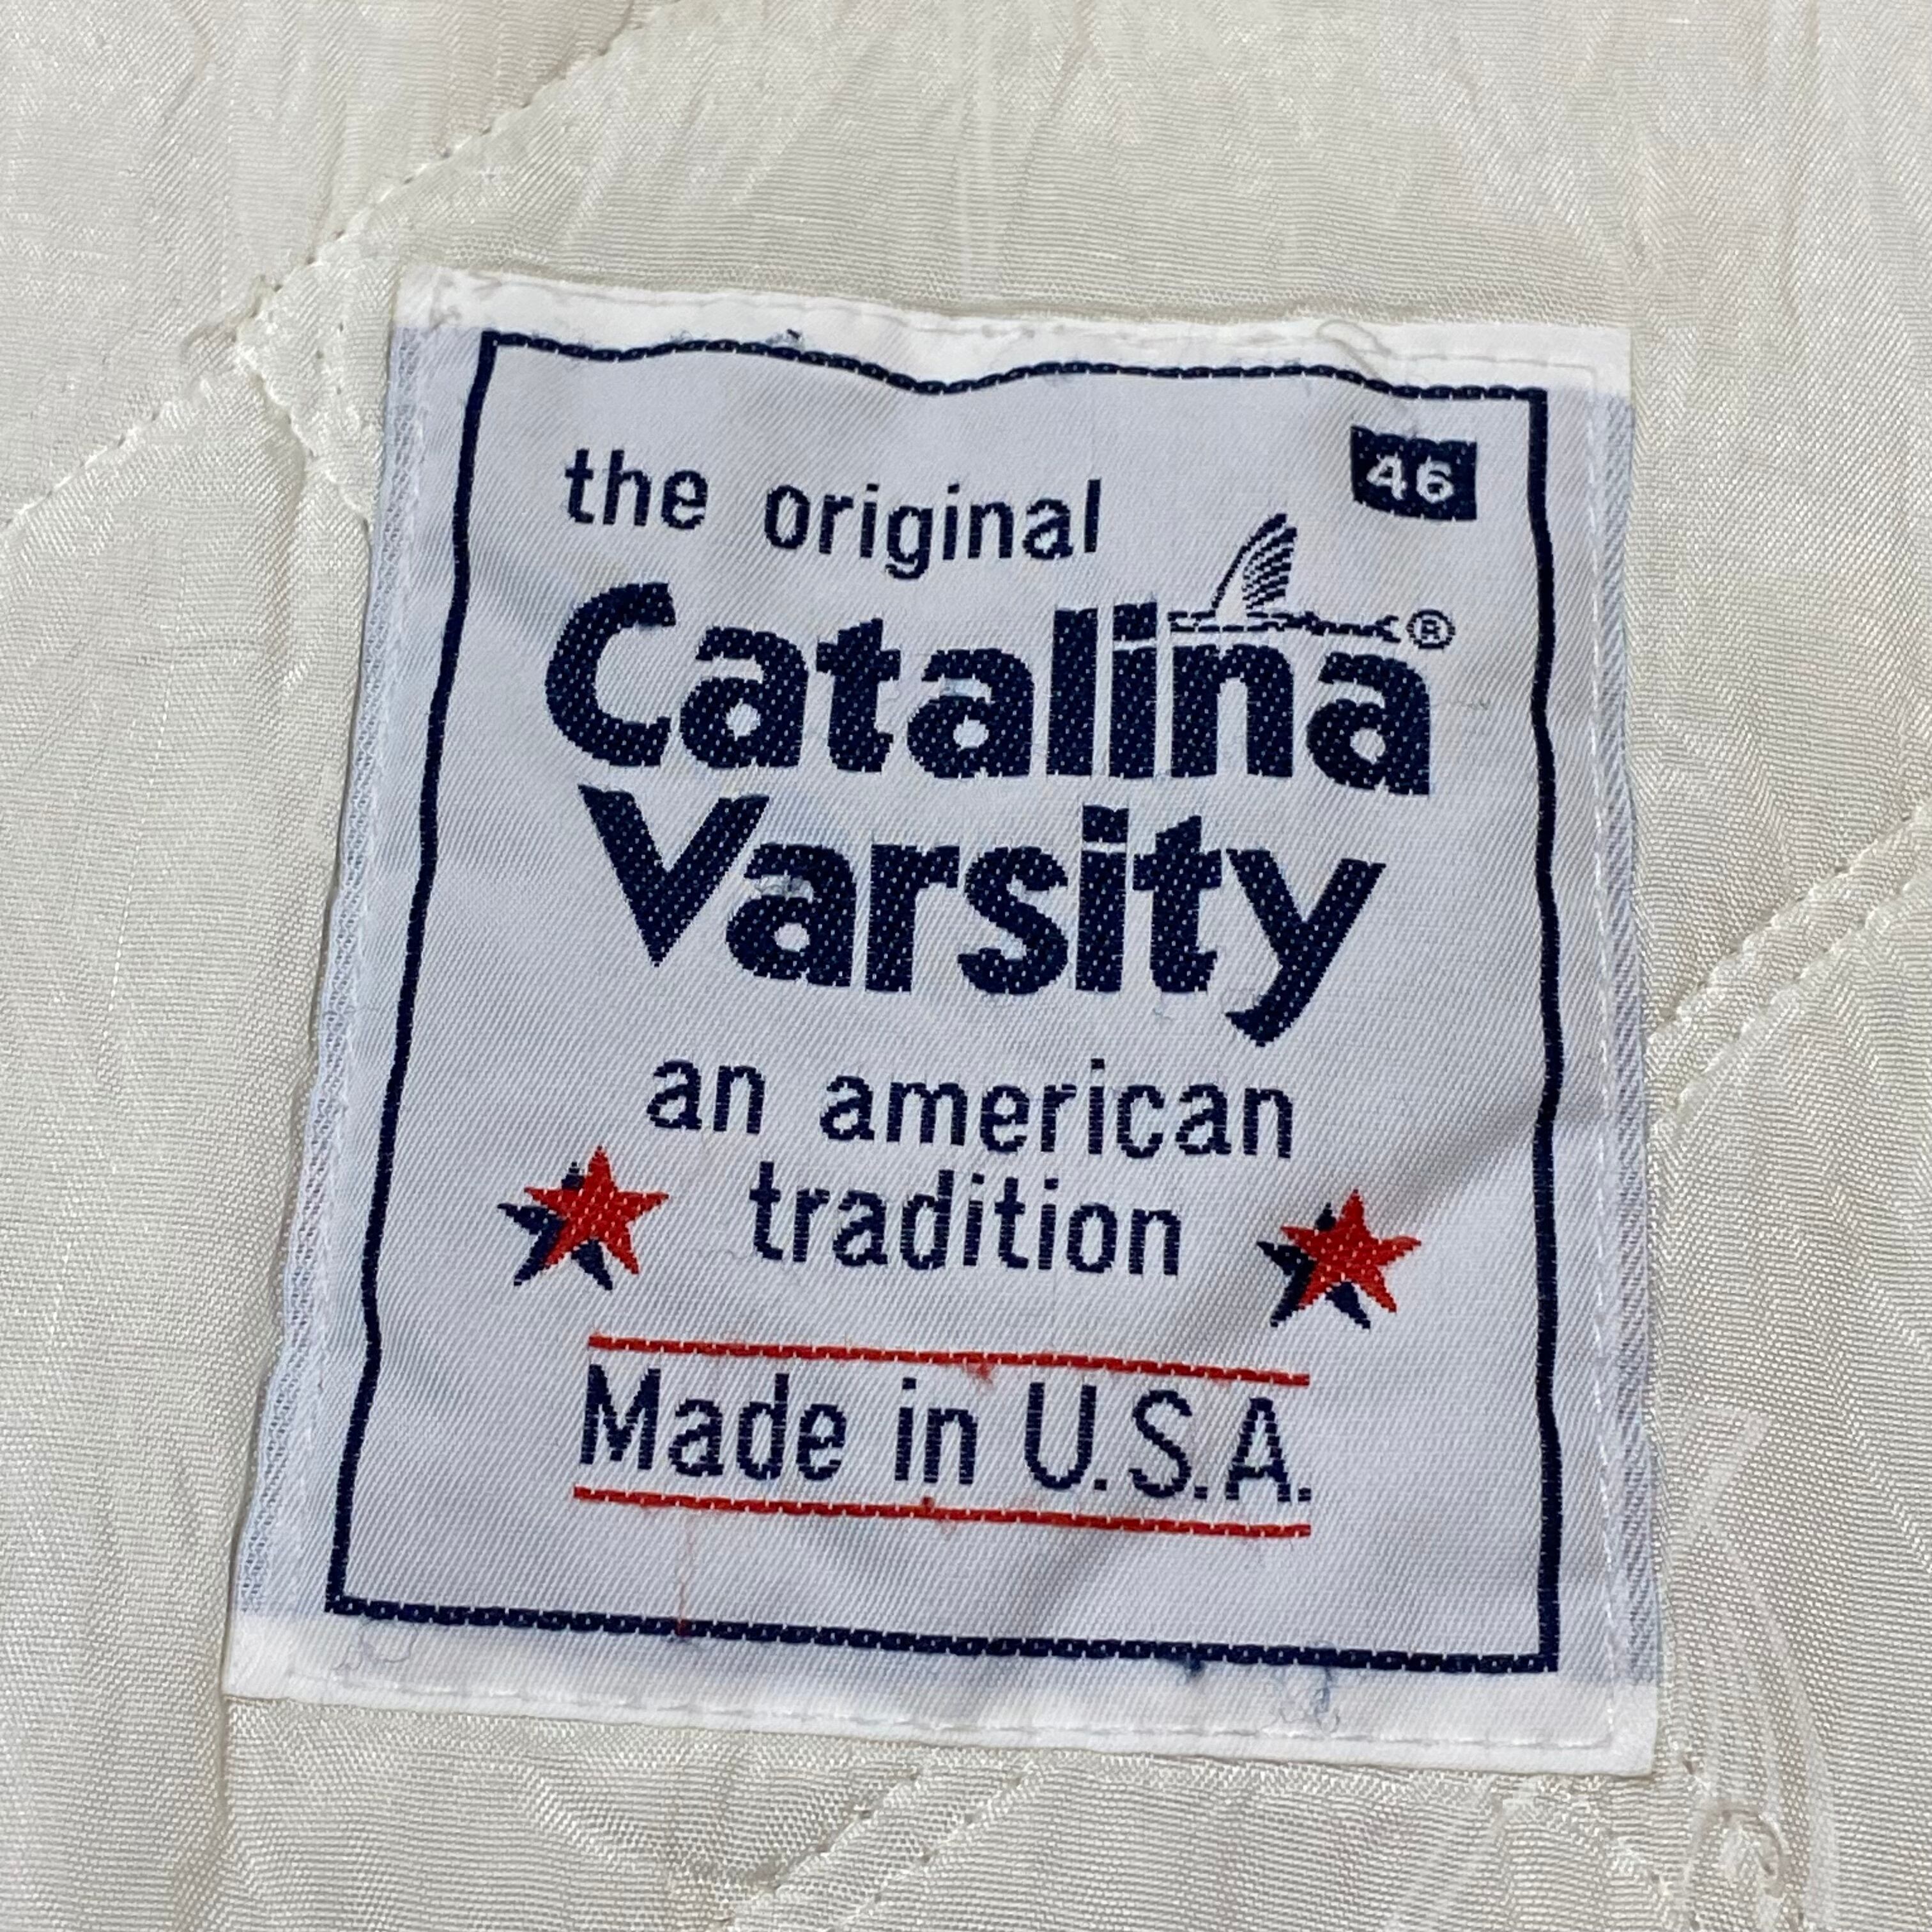 46
the original
Catalina®
Varsity
an american
tradition
Made in U.S.A.